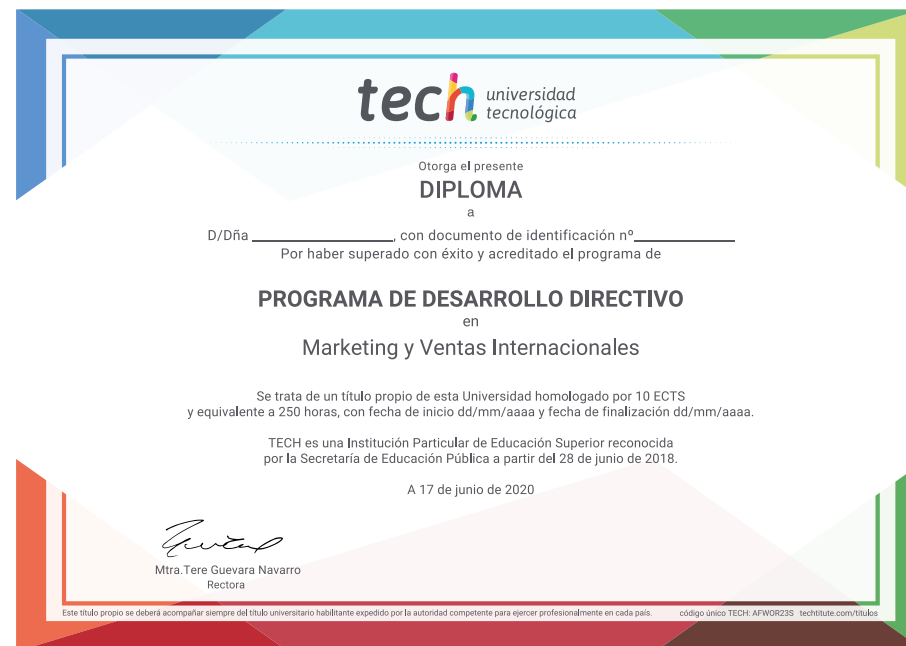 tech universidad
tecnológica
Otorga el presente
DIPLOMA
a
D/Dña ______________, con documento de identificación nº__________
Por haber superado con éxito y acreditado el programa de
PROGRAMA DE DESARROLLO DIRECTIVO
en
Marketing y Ventas Internacionales
Se trata de un título propio de esta Universidad homologado por 10 ECTS
y equivalente a 250 horas, con fecha de inicio dd/mm/aaaa y fecha de finalización dd/mm/aaaa.
TECH es una Institución Particular de Educación Superior reconocida
por la Secretaría de Educación Pública a partir del 28 de junio de 2018.
A 17 de junio de 2020
Mtra.Tere Guevara Navarro
Rectora
Este título propio se deberá acompañar siempre del título universitario habilitante expedido por la autoridad competente para ejercer profesionalmente en cada país. código único TECH: AFWOR23S techtitute.com/titulos